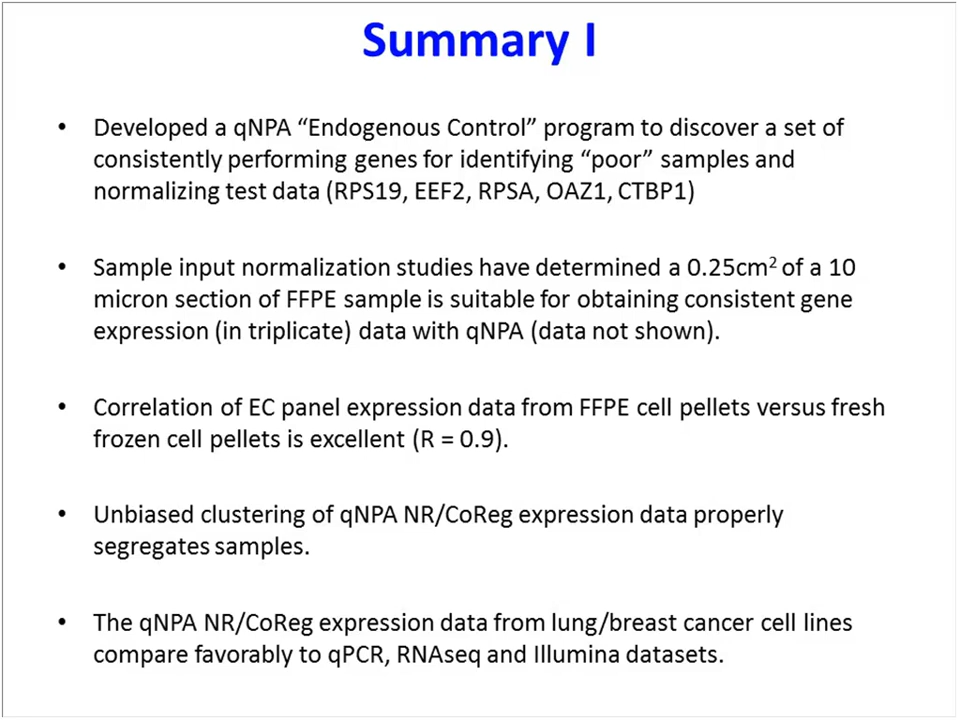 Summary I
• Developed a qNPA “Endogenous Control” program to discover a set of
consistently performing genes for identifying “poor” samples and
normalizing test data (RPS19, EEF2, RPSA, OAZ1, CTBP1)
• Sample input normalization studies have determined a 0.25cm² of a 10
micron section of FFPE sample is suitable for obtaining consistent gene
expression (in triplicate) data with qNPA (data not shown).
• Correlation of EC panel expression data from FFPE cell pellets versus fresh
frozen cell pellets is excellent (R = 0.9).
• Unbiased clustering of qNPA NR/CoReg expression data properly
segregates samples.
• The qNPA NR/CoReg expression data from lung/breast cancer cell lines
compare favorably to qPCR, RNAseq and Illumina datasets.